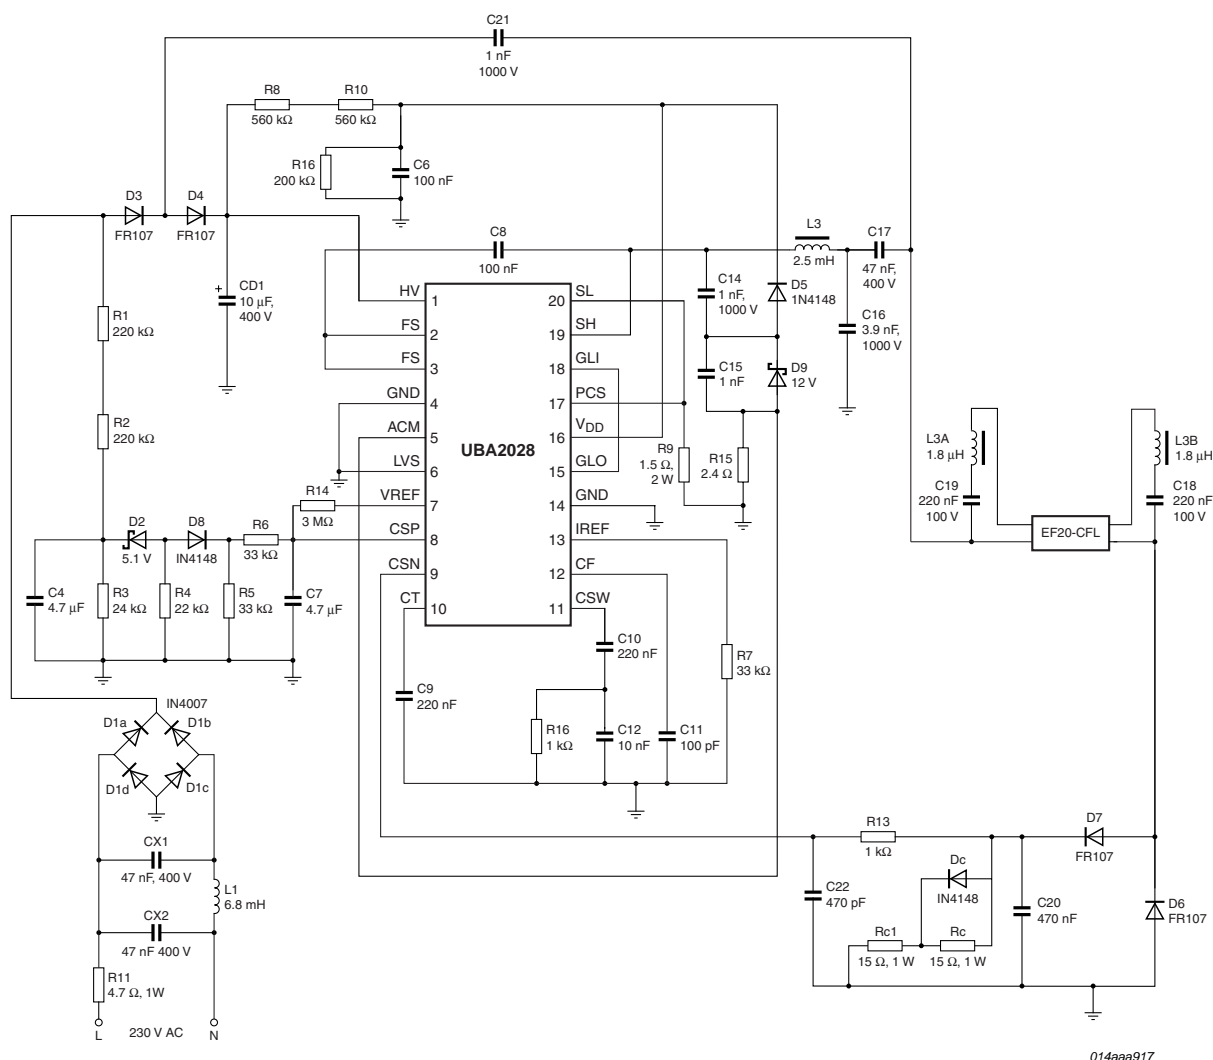 C21
1 nF
1000 V
R8
560 kΩ
R10
560 kΩ
R16
200 kΩ
C6
100 nF
D3
FR107
D4
FR107
C8
100 nF
L3
2.5 mH
C17
47 nF,
400 V
CD1
10 μF,
400 V
+
HV
1
FS
2
FS
3
GND
4
ACM
5
LVS
6
VREF
7
CSP
8
CSN
9
CT
10
UBA2028
20
SL
19
SH
18
GLI
17
PCS
16
VDD
15
GLO
14
GND
13
IREF
12
CF
11
CSW
C14
1 nF,
1000 V
D5
1N4148
C16
3.9 nF,
1000 V
C15
1 nF
D9
12 V
R1
220 kΩ
R2
220 kΩ
R9
1.5 Ω,
2 W
R15
2.4 Ω
L3A
1.8 μH
L3B
1.8 μH
C19
220 nF
100 V
C18
220 nF
100 V
EF20-CFL
R14
3 MΩ
D2
5.1 V
D8
IN4148
R6
33 kΩ
C4
4.7 μF
R3
24 kΩ
R4
22 kΩ
R5
33 kΩ
C7
4.7 μF
C10
220 nF
R7
33 kΩ
C9
220 nF
R16
1 kΩ
C12
10 nF
C11
100 pF
IN4007
D1a
D1b
D1d
D1c
CX1
47 nF, 400 V
L1
6.8 mH
CX2
47 nF 400 V
R11
4.7 Ω, 1W
L
230 V AC
N
R13
1 kΩ
D7
FR107
C22
470 pF
Dc
IN4148
C20
470 nF
D6
FR107
Rc1
15 Ω, 1 W
Rc
15 Ω, 1 W
014aaa917